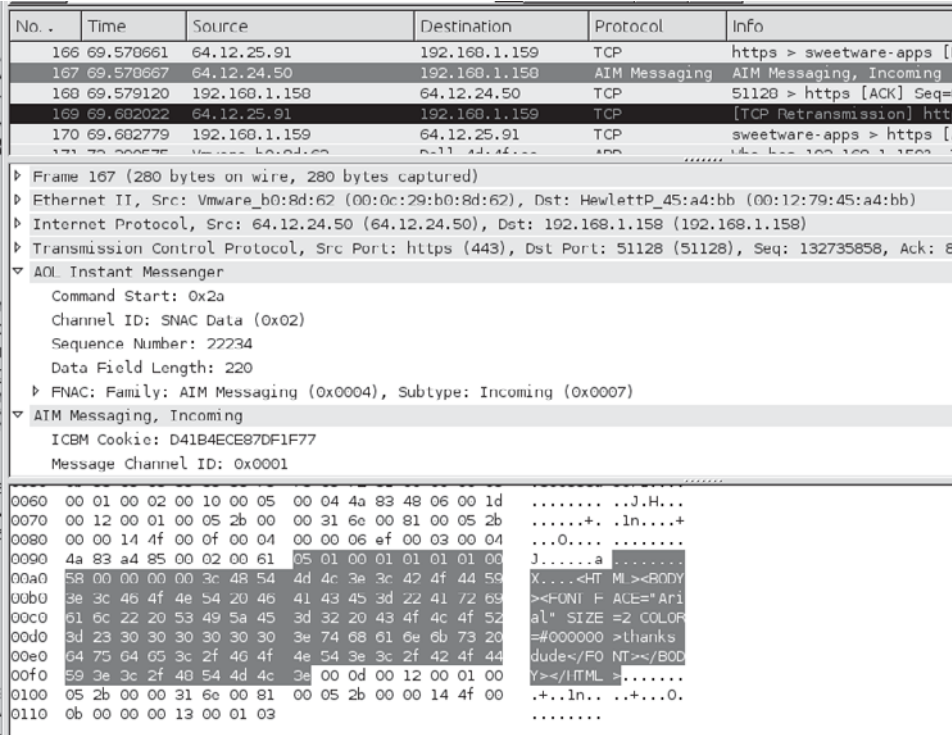 No. . Time Source Destination Protocol Info
166 69.578661 64.12.25.91 192.168.1.159 TCP https > sweetware-apps [
167 69.578667 64.12.24.50 192.168.1.158 AIM Messaging AIM Messaging, Incoming
168 69.579120 192.168.1.158 64.12.24.50 TCP 51128 > https [ACK] Seq=
169 69.682022 64.12.25.91 192.168.1.159 TCP [TCP Retransmission] htt
170 69.682779 192.168.1.159 64.12.25.91 TCP sweetware-apps > https [
Frame 167 (280 bytes on wire, 280 bytes captured)
Ethernet II, Src: Vmware_b0:8d:62 (00:0c:29:b0:8d:62), Dst: HewlettP_45:a4:bb (00:12:79:45:a4:bb)
Internet Protocol, Src: 64.12.24.50 (64.12.24.50), Dst: 192.168.1.158 (192.168.1.158)
Transmission Control Protocol, Src Port: https (443), Dst Port: 51128 (51128), Seq: 132735858, Ack: 8
AOL Instant Messenger
Command Start: 0x2a
Channel ID: SNAC Data (0x02)
Sequence Number: 22234
Data Field Length: 220
FNAC: Family: AIM Messaging (0x0004), Subtype: Incoming (0x0007)
AIM Messaging, Incoming
ICBM Cookie: D41B4ECE87DF1F77
Message Channel ID: 0x0001
0060 00 01 00 02 00 10 00 05 00 04 4a 83 48 06 00 1d ........ ..J.H...
0070 00 12 00 01 00 05 2b 00 00 31 6e 00 81 00 05 2b ......+. .1n....+
0080 00 00 14 4f 00 0f 00 04 00 00 06 ef 00 03 00 04 ...O.... ........
0090 4a 83 a4 85 00 02 00 61 05 01 00 01 01 01 01 00 J......a ........
00a0 58 00 00 00 00 3c 48 54 4d 4c 3e 3c 42 4f 44 59 X....<HT ML><BODY
00b0 3e 3c 46 4f 4e 54 20 46 41 43 45 3d 22 41 72 69 ><FONT F ACE="Ari
00c0 61 6c 22 20 53 49 5a 45 3d 32 20 43 4f 4c 4f 52 al" SIZE =2 COLOR
00d0 3d 23 30 30 30 30 30 30 3e 74 68 61 6e 6b 73 20 =#000000 >thanks
00e0 64 75 64 65 3c 2f 46 4f 4e 54 3e 3c 2f 42 4f 44 dude</FO NT></BOD
00f0 59 3e 3c 2f 48 54 4d 4c 3e 00 0d 00 12 00 01 00 Y></HTML >.......
0100 05 2b 00 00 31 6e 00 81 00 05 2b 00 00 14 4f 00 .+..1n.. ..+...O.
0110 0b 00 00 00 13 00 01 03 ........